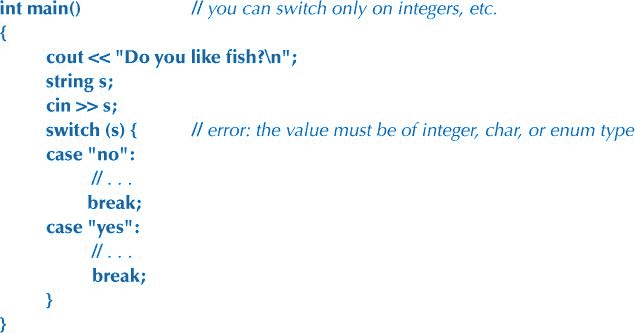 int main() // you can switch only on integers, etc.
{
cout << "Do you like fish?\n";
string s;
cin >> s;
switch (s) { // error: the value must be of integer, char, or enum type
case "no":
// . . .
break;
case "yes":
// . . .
break;
}
}